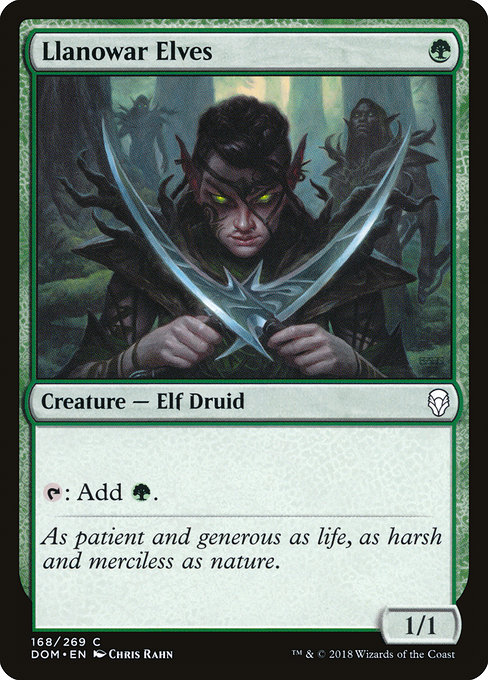 Llanowar Elves
Creature — Elf Druid
: Add .
As patient and generous as life, as harsh
and merciless as nature.
1/1
168/269 C
DOM • EN Chris Rahn
™ & © 2018 Wizards of the Coast